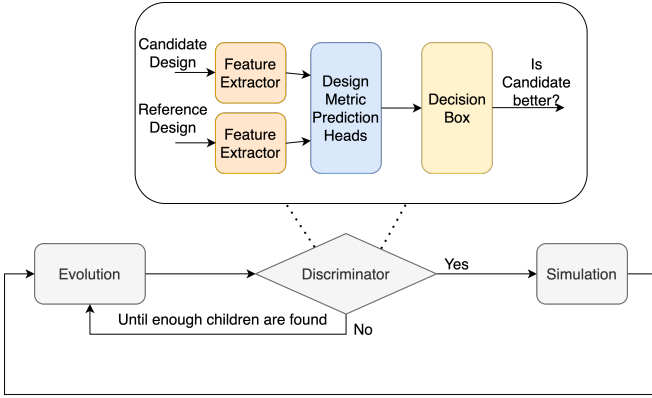 Candidate
Design
Feature
Extractor
Reference
Design
Feature
Extractor
Design
Metric
Prediction
Heads
Decision
Box
Is
Candidate
better?
Evolution
Discriminator
Yes
Simulation
Until enough children are found
No